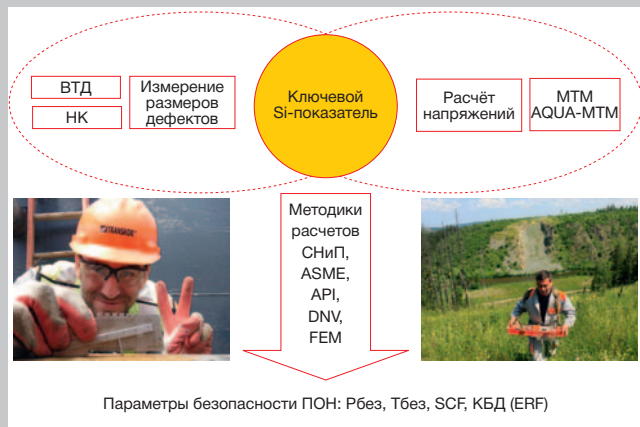 ВТД
НК
Измерение
размеров
дефектов
Ключевой
Si-показатель
Расчёт
напряжений
МТМ
AQUA-МТМ
Методики
расчетов
СНиП,
ASME,
API,
DNV,
FEM
Параметры безопасности ПОН: Рбез, Тбез, SCF, КБД (ERF)